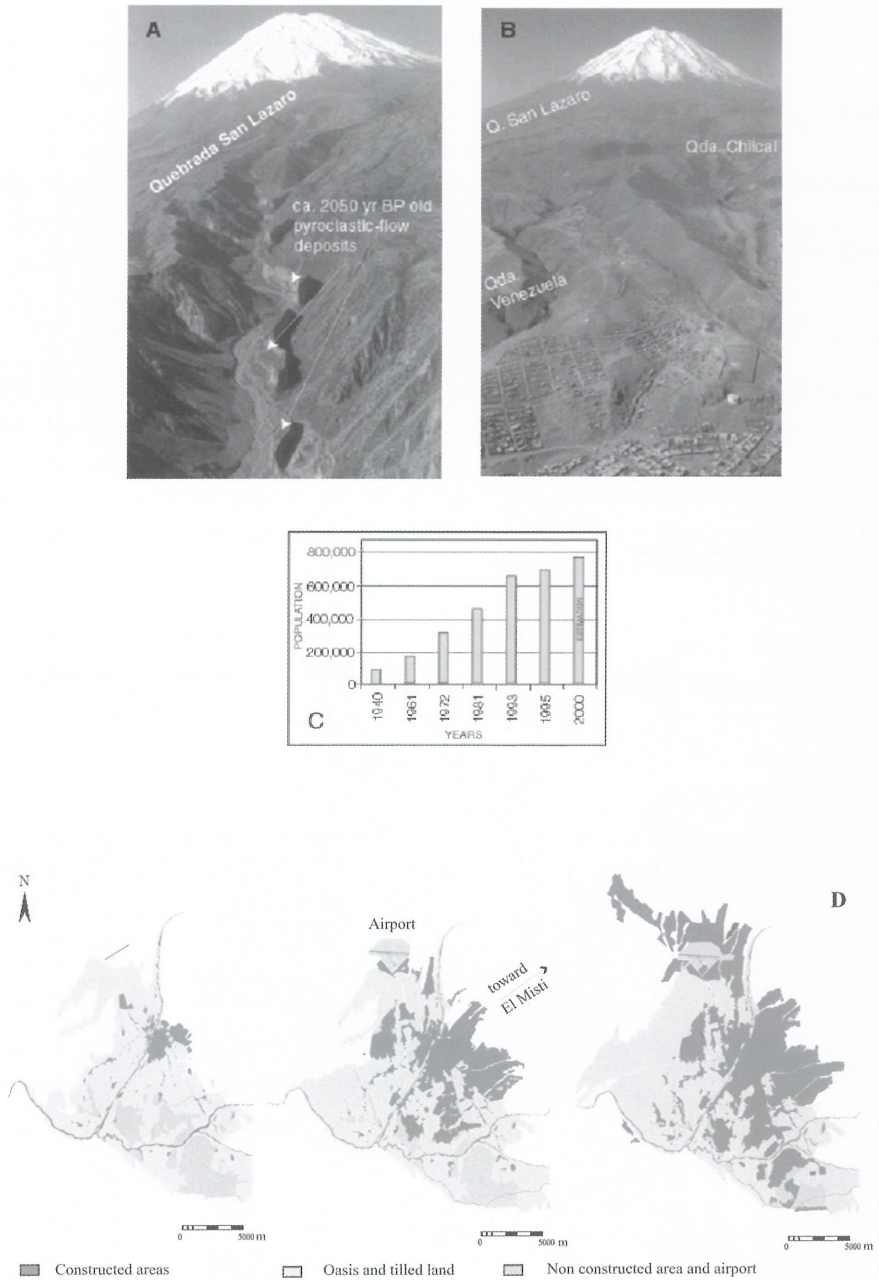 A
Quebrada San Lazaro
ca. 2050 yr BP old
pyroclastic-flow
deposits
B
Q. San Lazaro
Qda. Chilcal
Qda.
Venezuela
800,000
600,000
400,000
200,000
0
POPULATION
ESTIMATION
1940
1961
1972
1981
1993
1995
2000
YEARS
C
N
Airport
toward
El Misti
D
0 5000 m
0 5000 m
0 5000 m
Constructed areas
Oasis and tilled land
Non constructed area and airport